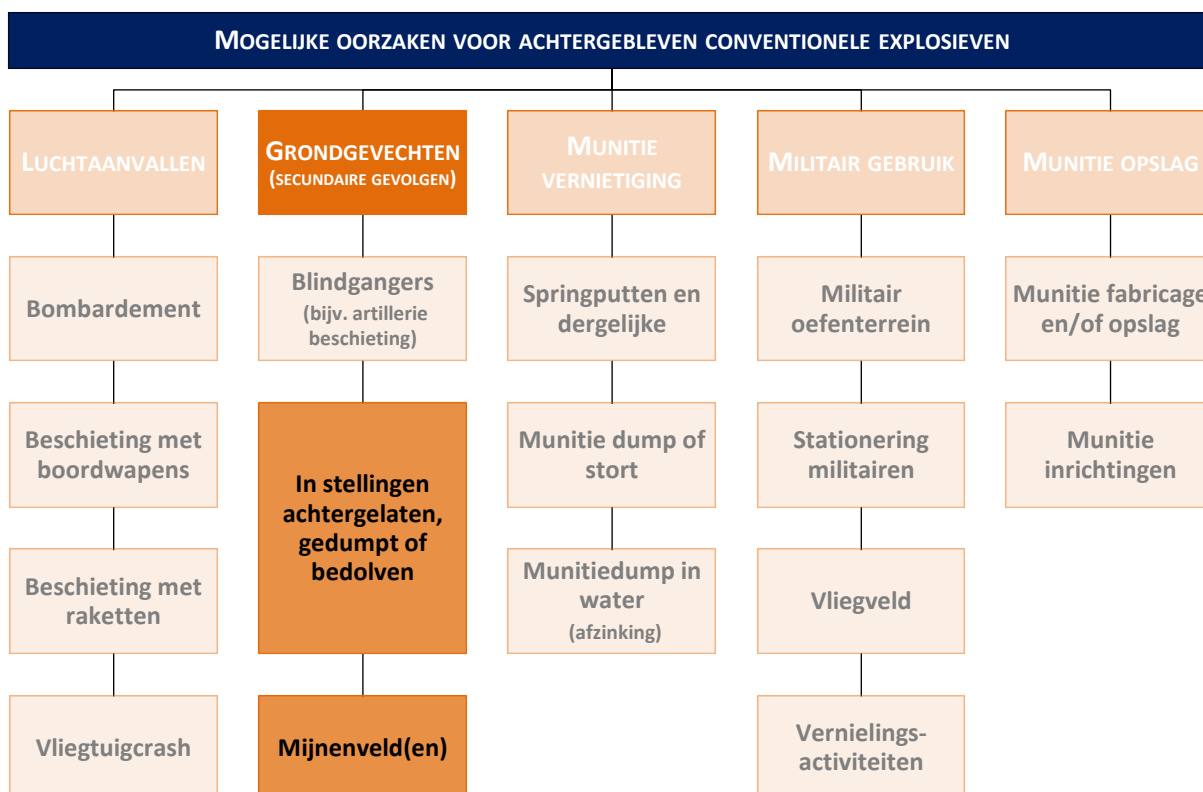 MOGELIJKE OORZAKEN VOOR ACHTERGEBLEVEN CONVENTIONELE EXPLOSIEVEN
LUCHTAANVALLEN
Bombardement
Beschieting met
boordwapens
Beschieting met
raketten
Vliegtuigcrash
GRONDGEVECHTEN
(SECUNDAIRE GEVOLGEN)
Blindgangers
(bijv. artillerie
beschieting)
In stellingen
achtergelaten,
gedumpt of
bedolven
Mijnenveld(en)
MUNITIE
VERNIETIGING
Springputten en
dergelijke
Munitie dump of
stort
Munitiedump in
water
(afzinking)
MILITAIR GEBRUIK
Militair
oefenterrein
Stationering
militairen
Vliegveld
Vernielings-
activiteiten
MUNITIE OPSLAG
Munitie fabricage
en/of opslag
Munitie
inrichtingen